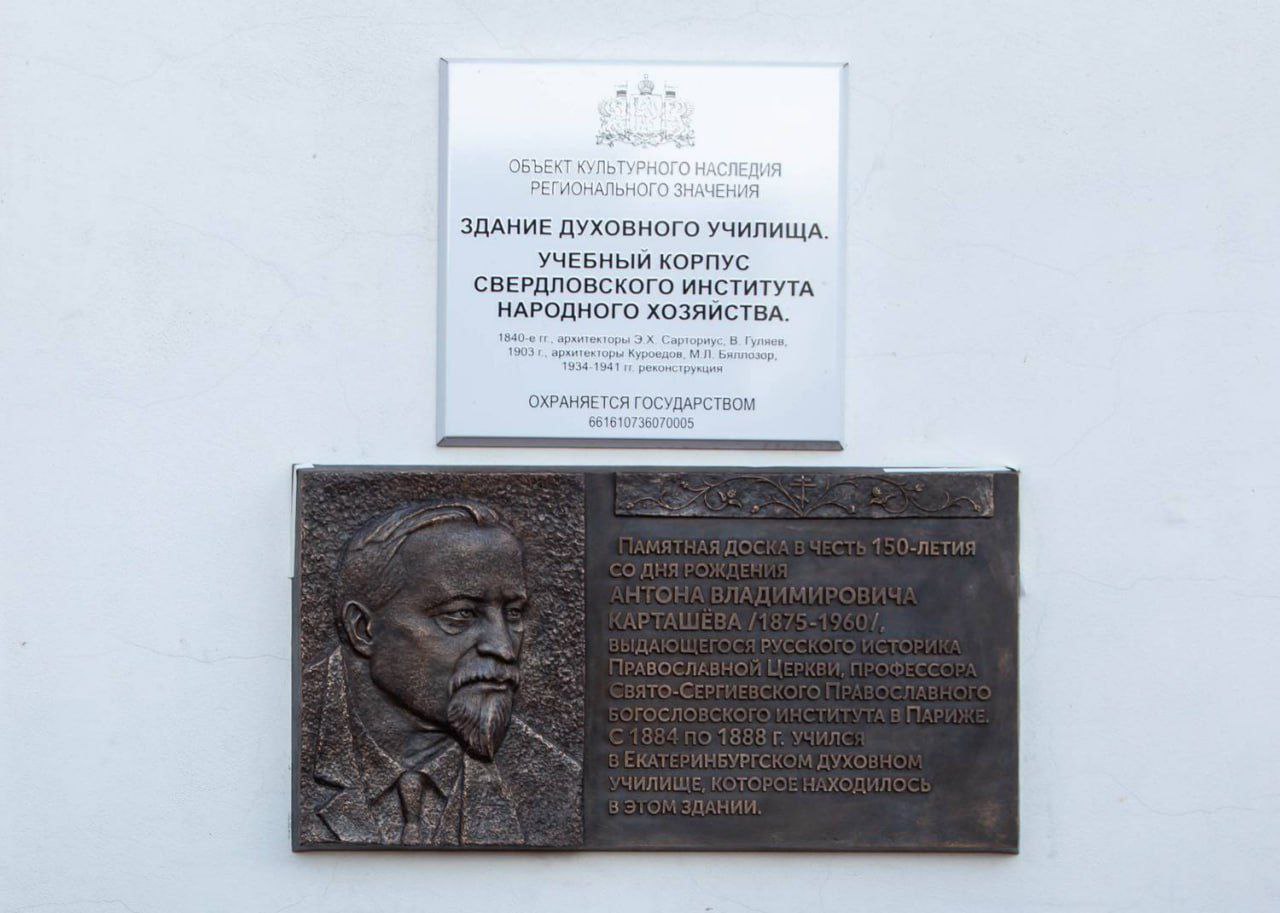 ОБЪЕКТ КУЛЬТУРНОГО НАСЛЕДИЯ
РЕГИОНАЛЬНОГО ЗНАЧЕНИЯ
ЗДАНИЕ ДУХОВНОГО УЧИЛИЩА.
УЧЕБНЫЙ КОРПУС
СВЕРДЛОВСКОГО ИНСТИТУТА
НАРОДНОГО ХОЗЯЙСТВА.
1840-е гг., архитекторы Э.Х. Сарториус, В. Гуляев,
1903 г., архитекторы Куроедов, М.Л. Бяллозор,
1934-1941 гг. реконструкция
ОХРАНЯЕТСЯ ГОСУДАРСТВОМ
661610736070005
ПАМЯТНАЯ ДОСКА В ЧЕСТЬ 150-ЛЕТИЯ
СО ДНЯ РОЖДЕНИЯ
АНТОНА ВЛАДИМИРОВИЧА
КАРТАШЁВА /1875-1960/,
ВЫДАЮЩЕГОСЯ РУССКОГО ИСТОРИКА
ПРАВОСЛАВНОЙ ЦЕРКВИ, ПРОФЕССОРА
СВЯТО-СЕРГИЕВСКОГО ПРАВОСЛАВНОГО
БОГОСЛОВСКОГО ИНСТИТУТА В ПАРИЖЕ.
С 1884 ПО 1888 Г. УЧИЛСЯ
В ЕКАТЕРИНБУРГСКОМ ДУХОВНОМ
УЧИЛИЩЕ, КОТОРОЕ НАХОДИЛОСЬ
В ЭТОМ ЗДАНИИ.